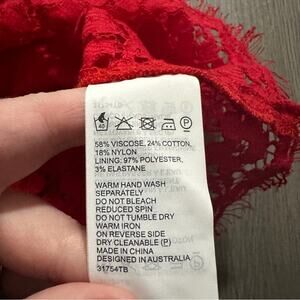 40
P
58% VISCOSE, 24% COTTON,
18% NYLON
LINING: 97% POLYESTER,
3% ELASTANE
WARM HAND WASH
SEPARATELY
DO NOT BLEACH
REDUCED SPIN
DO NOT TUMBLE DRY
WARM IRON
ON REVERSE SIDE
DRY CLEANABLE (P)
MADE IN CHINA
DESIGNED IN AUSTRALIA
31754TB